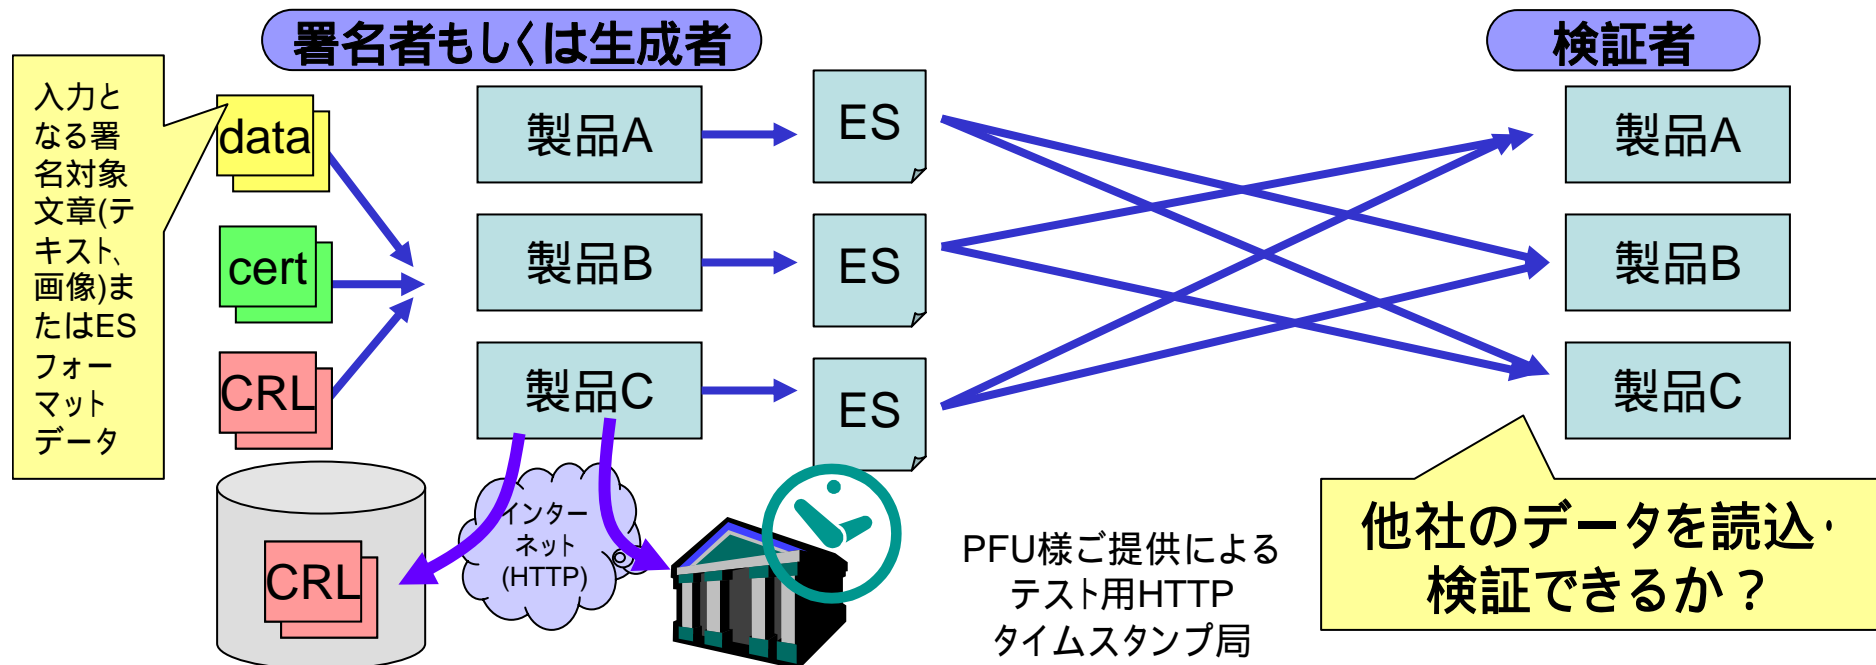 署名者もしくは生成者
検証者
入力と
なる署
名対象
文章(テ
キスト、
画像)ま
たはES
フォー
マット
データ
data
cert
CRL
製品A
製品B
製品C
ES
ES
ES
製品A
製品B
製品C
CRL
インター
ネット
(HTTP)
PFU様ご提供による
テスト用HTTP
タイムスタンプ局
他社のデータを読込・
検証できるか？